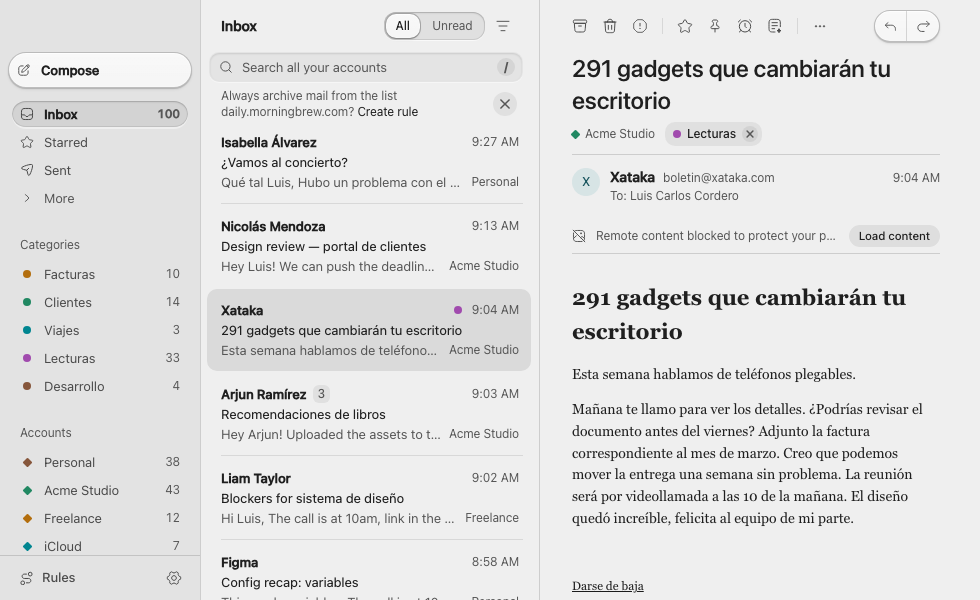 Compose
Inbox 100
Starred
Sent
More
Categories
Facturas 10
Clientes 14
Viajes 3
Lecturas 33
Desarrollo 4
Accounts
Personal 38
Acme Studio 43
Freelance 12
iCloud 7
Rules
Inbox
All Unread
Search all your accounts /
Always archive mail from the list
daily.morningbrew.com? Create rule
Isabella Álvarez 9:27 AM
¿Vamos al concierto?
Qué tal Luis, Hubo un problema con el ... Personal
Nicolás Mendoza 9:13 AM
Design review — portal de clientes
Hey Luis! We can push the deadlin... Acme Studio
Xataka 9:04 AM
291 gadgets que cambiarán tu escritorio
Esta semana hablamos de teléfono... Acme Studio
Arjun Ramírez 3 9:03 AM
Recomendaciones de libros
Hey Arjun! Uploaded the assets to t... Acme Studio
Liam Taylor 9:02 AM
Blockers for sistema de diseño
Hi Luis, The call is at 10am, link in the ... Freelance
Figma 8:58 AM
Config recap: variables
291 gadgets que cambiarán tu
escritorio
Acme Studio Lecturas
X Xataka boletin@xataka.com 9:04 AM
To: Luis Carlos Cordero
Remote content blocked to protect your p... Load content
291 gadgets que cambiarán tu
escritorio
Esta semana hablamos de teléfonos plegables.
Mañana te llamo para ver los detalles. ¿Podrías revisar el
documento antes del viernes? Adjunto la factura
correspondiente al mes de marzo. Creo que podemos
mover la entrega una semana sin problema. La reunión
será por videollamada a las 10 de la mañana. El diseño
quedó increíble, felicita al equipo de mi parte.
Darse de baja